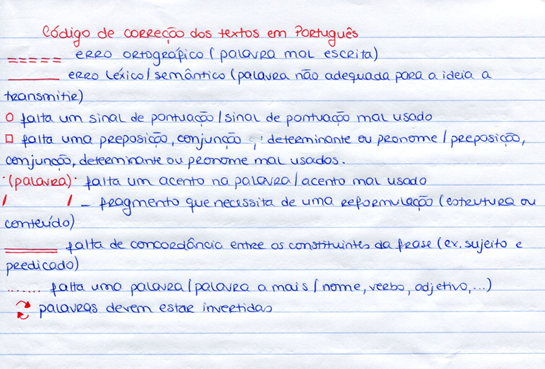 Código de correcção dos textos em Português
===== erro ortográfico (palavra mal escrita)
____ erro léxico/semântico (palavra não adequada para a ideia a
transmitir)
○ falta um sinal de pontuação/sinal de pontuação mal usado
□ falta uma preposição, conjunção, determinante ou pronome/preposição,
conjunção, determinante ou pronome mal usados.
(palavra) falta um acento na palavra/acento mal usado
/ / - fragmento que necessita de uma reformulação (estrutura ou
conteúdo)
____ falta de concordância entre os constituintes da frase (ex. sujeito e
predicado)
....... falta uma palavra/palavra a mais/nome, verbo, adjetivo,...)
palavras devem estar invertidas